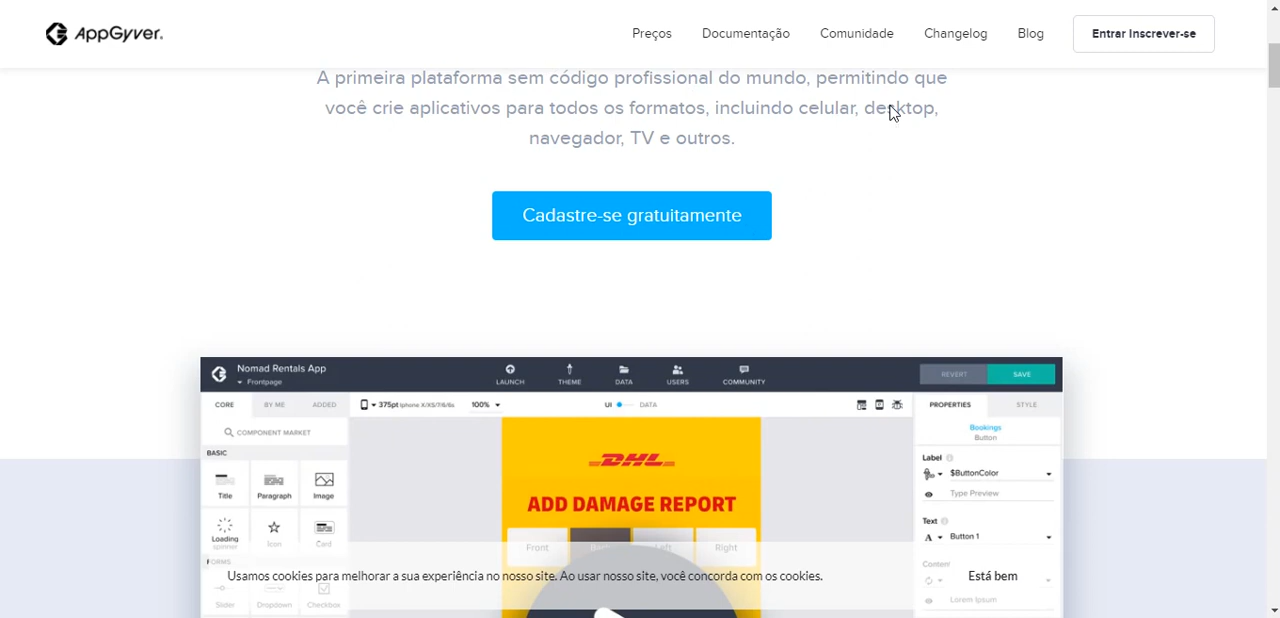 AppGyver.
Preços Documentação Comunidade Changelog Blog Entrar Inscrever-se
A primeira plataforma sem código profissional do mundo, permitindo que
você crie aplicativos para todos os formatos, incluindo celular, desktop,
navegador, TV e outros.
Cadastre-se gratuitamente
Nomad Rentals App
Frontpage
LAUNCH THEME DATA USERS COMMUNITY
REVERT SAVE
CORE BY ME ADDED
375pt Iphone X/XS/7/6/6s 100% UI DATA
PROPERTIES STYLE
COMPONENT MARKET
Bookings
Button
BASIC
Label
$ButtonColor
Type Preview
Title Paragraph Image
DHL
ADD DAMAGE REPORT
Text
Button 1
Loading
spinner
Icon Card
Front Right
FORMS
Content
Usamos cookies para melhorar a sua experiência no nosso site. Ao usar nosso site, você concorda com os cookies.
Está bem
Slider Dropdown Checkbox
Lorem Ipsum